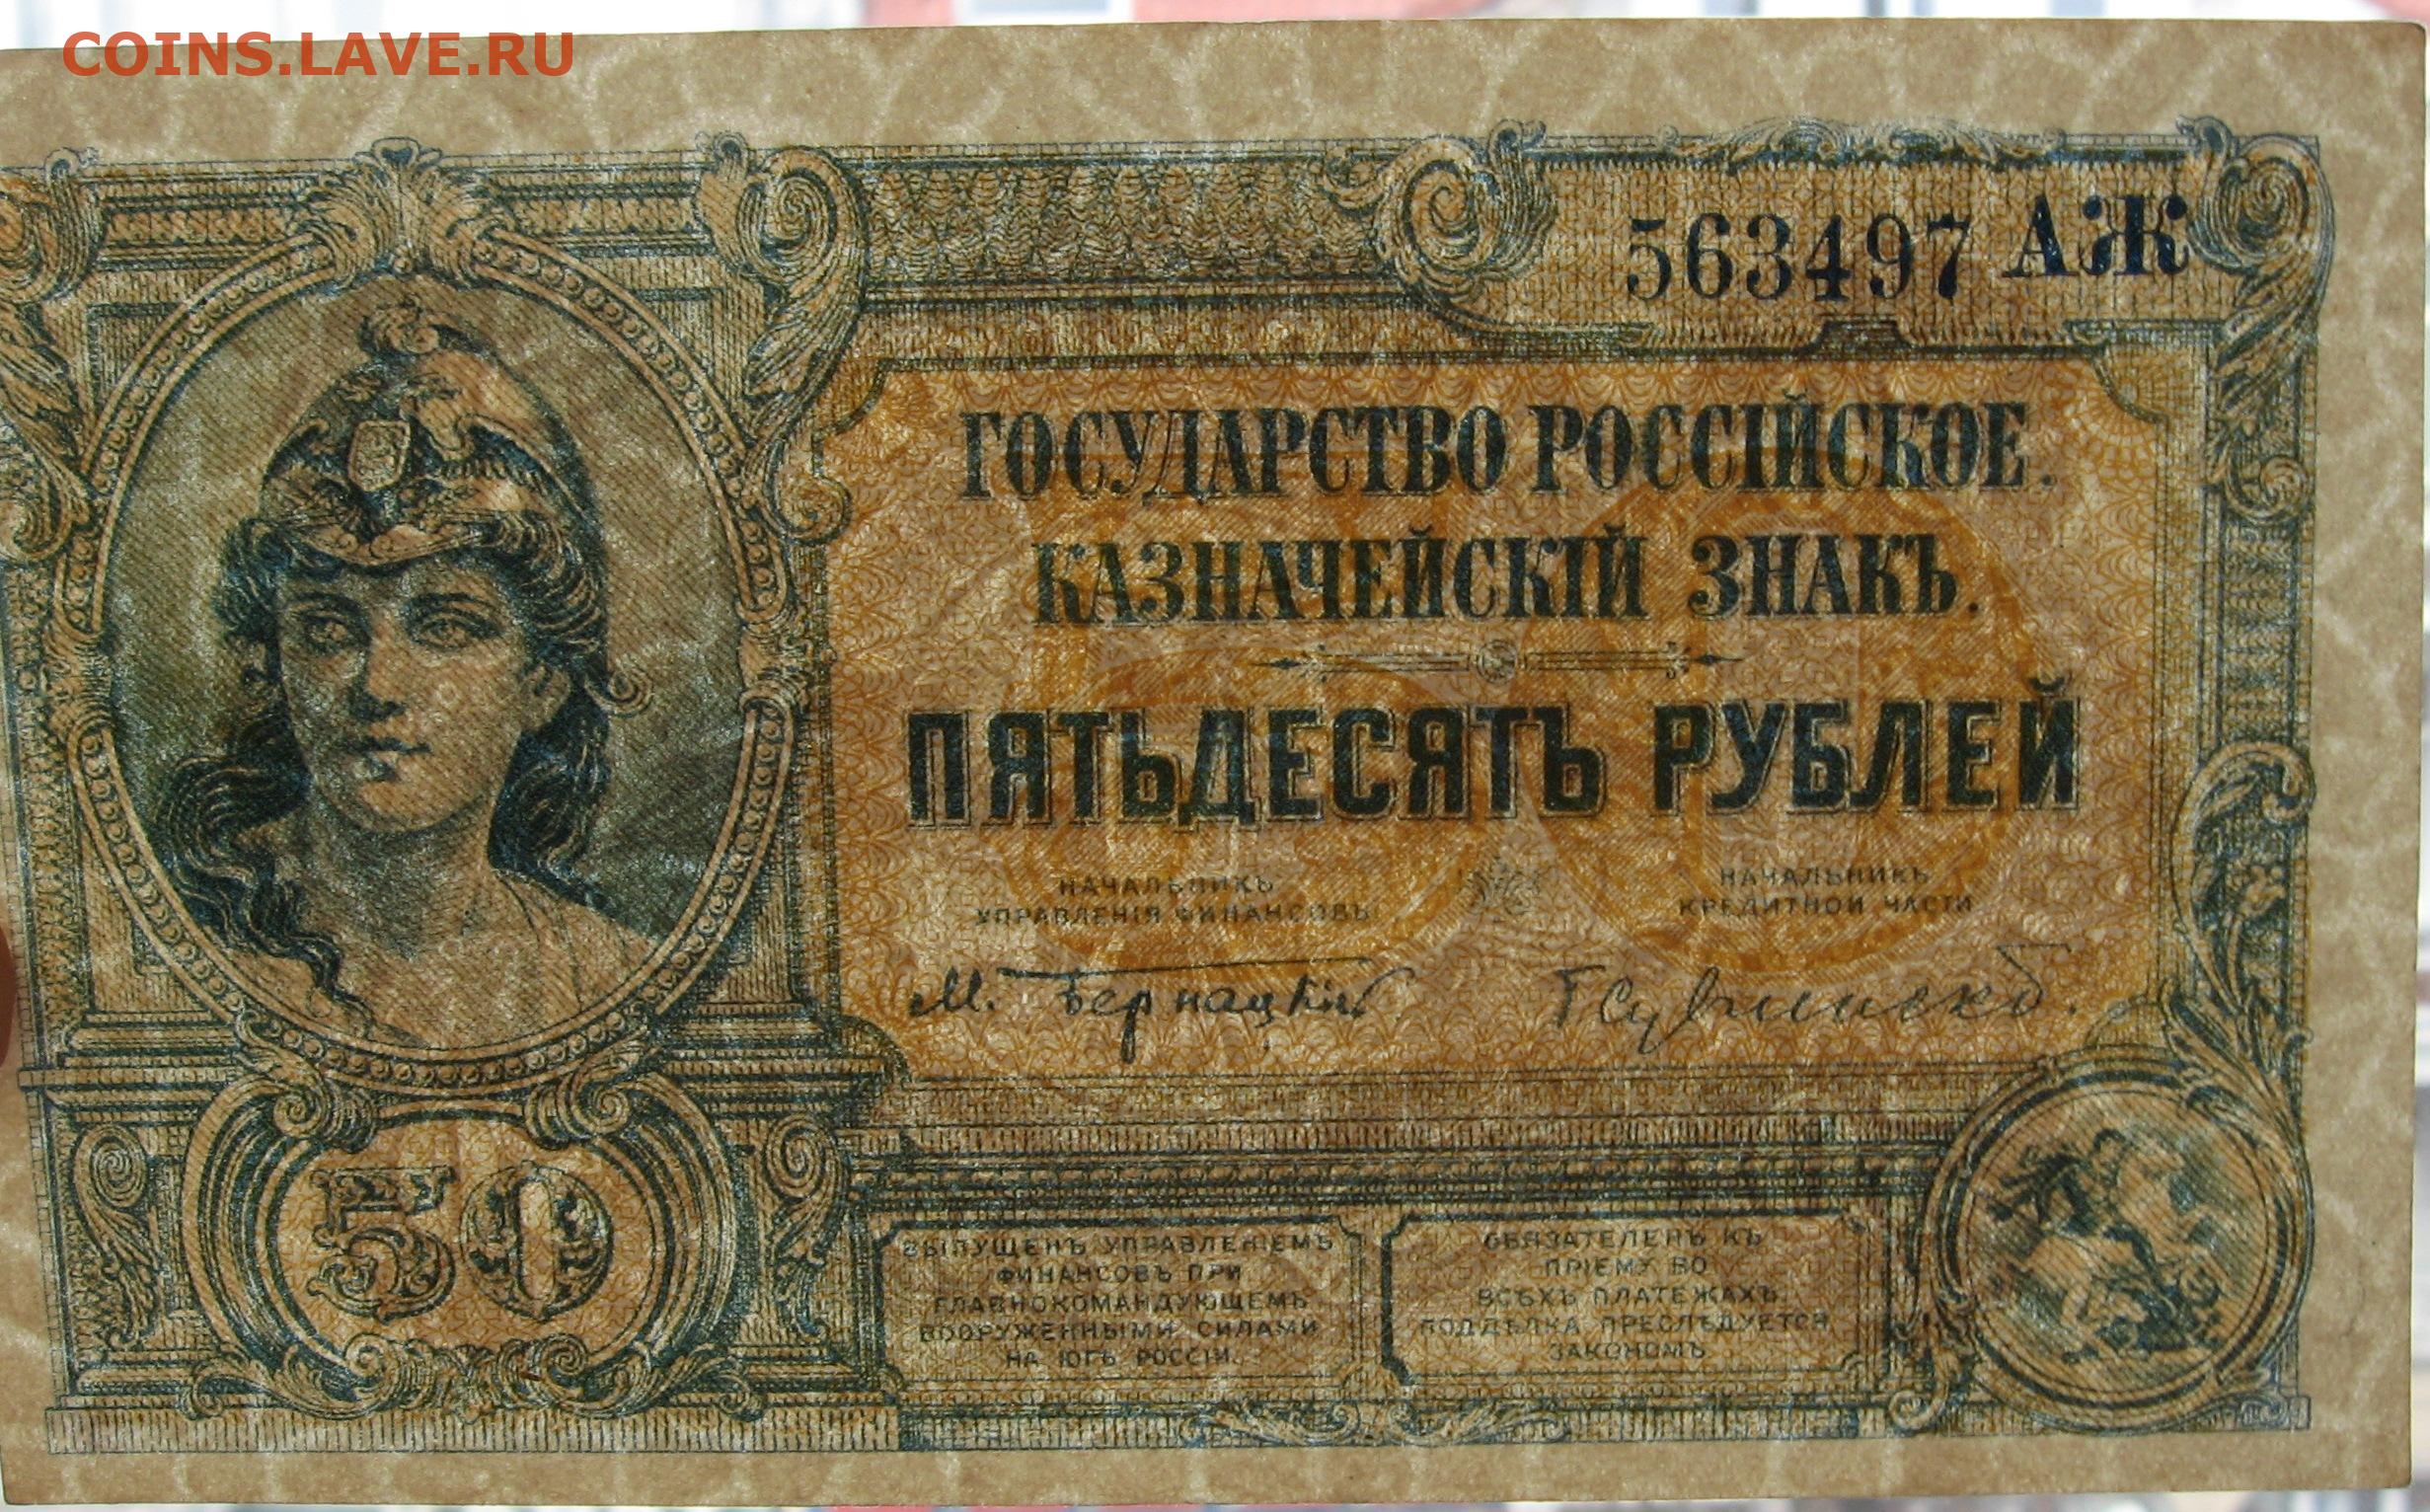 COINS.LAVE.RU
563497 АЖ
ГОСУДАРСТВО РОССІЙСКОЕ.
КАЗНАЧЕЙСКІЙ ЗНАКЪ.
ПЯТЬДЕСЯТЪ РУБЛЕЙ
НАЧАЛЬНИКЪ
УПРАВЛЕНІЯ ФИНАНСОВЪ
НАЧАЛЬНИКЪ
КРЕДИТНОЙ ЧАСТИ
М. Бернацкій
50
ВЫПУЩЕНЪ УПРАВЛЕНІЕМЪ
ФИНАНСОВЪ ПРИ
ГЛАВНОКОМАНДУЮЩЕМЪ
ВООРУЖЕННЫМИ СИЛАМИ
НА ЮГѢ РОССІИ.
ОБЯЗАТЕЛЕНЪ КЪ
ПРІЕМУ ВО
ВСѢХЪ ПЛАТЕЖАХЪ
ПОДДѢЛКА ПРЕСЛѢДУЕТСЯ
ЗАКОНОМЪ